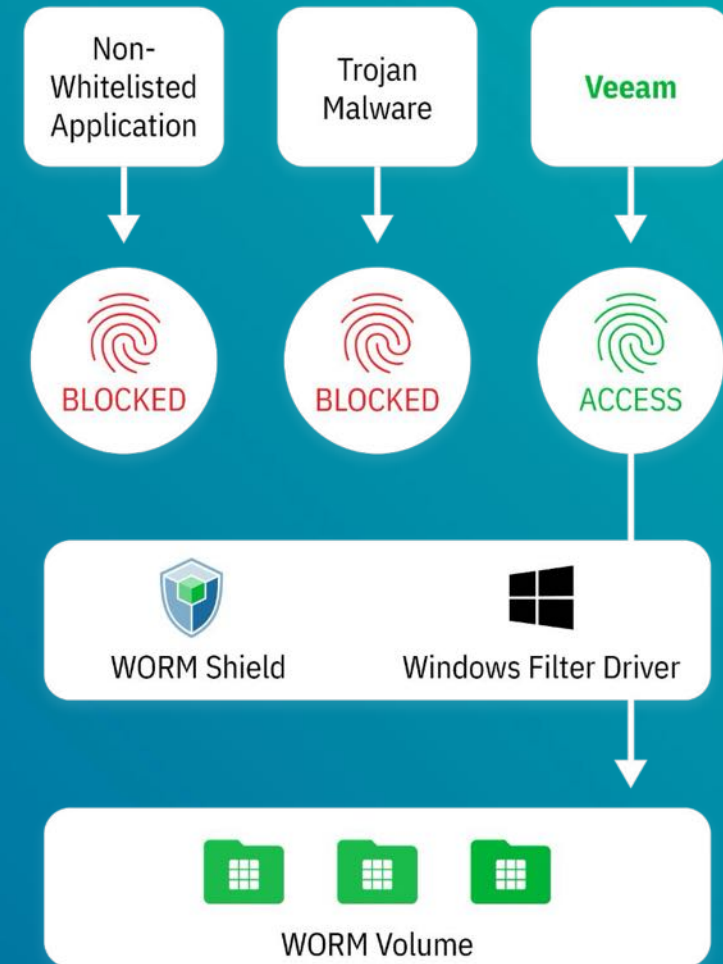 Non-
Whitelisted
Application
Trojan
Malware
Veeam
BLOCKED
BLOCKED
ACCESS
WORM Shield
Windows Filter Driver
WORM Volume